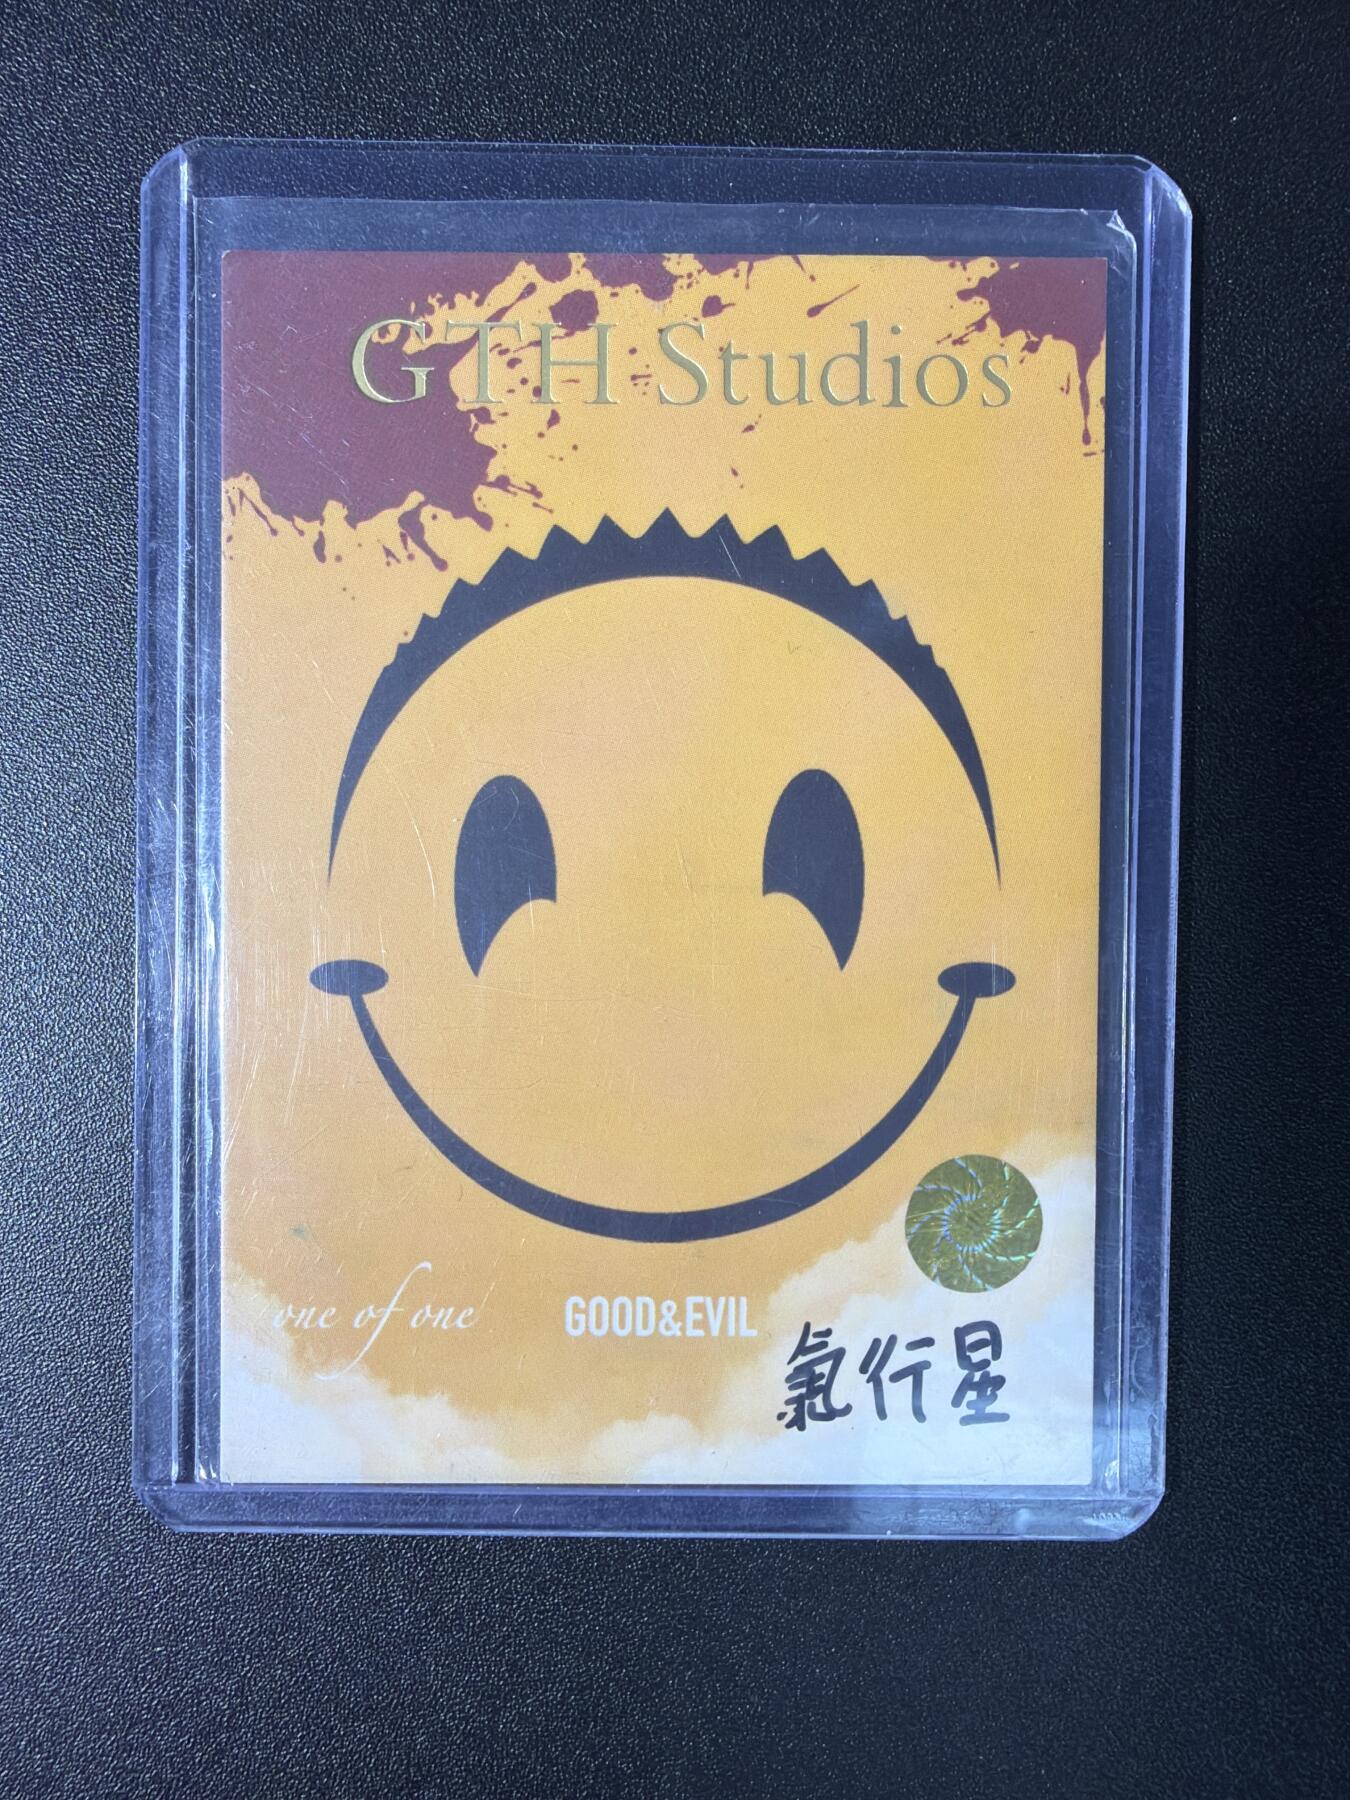 GTH Studios
one of one
GOOD&EVIL
氣行星